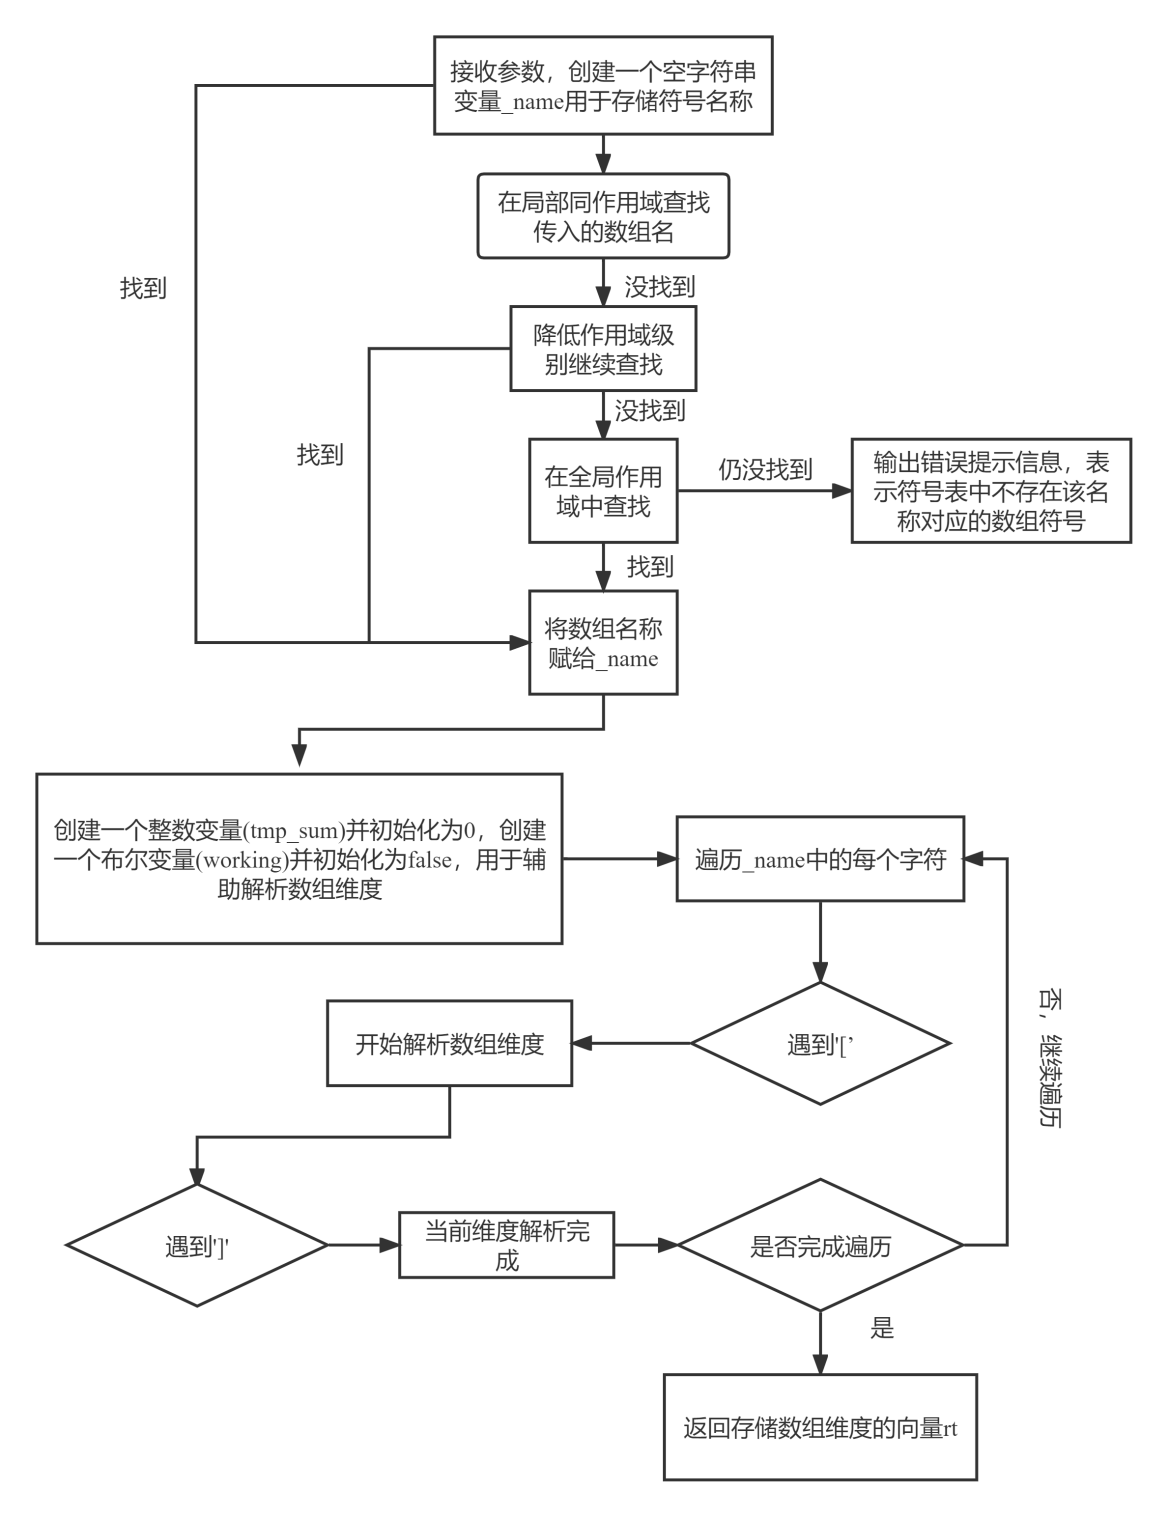 接收参数，创建一个空字符串
变量_name用于存储符号名称
在局部同作用域查找
传入的数组名
找到
没找到
降低作用域级
别继续查找
没找到
找到
在全局作用
域中查找
仍没找到
输出错误提示信息，表
示符号表中不存在该名
称对应的数组符号
找到
将数组名称
赋给_name
创建一个整数变量(tmp_sum)并初始化为0，创建
一个布尔变量(working)并初始化为false，用于辅
助解析数组维度
遍历_name中的每个字符
否，继续遍历
遇到'[’
开始解析数组维度
遇到']'
当前维度解析完
成
是否完成遍历
是
返回存储数组维度的向量rt